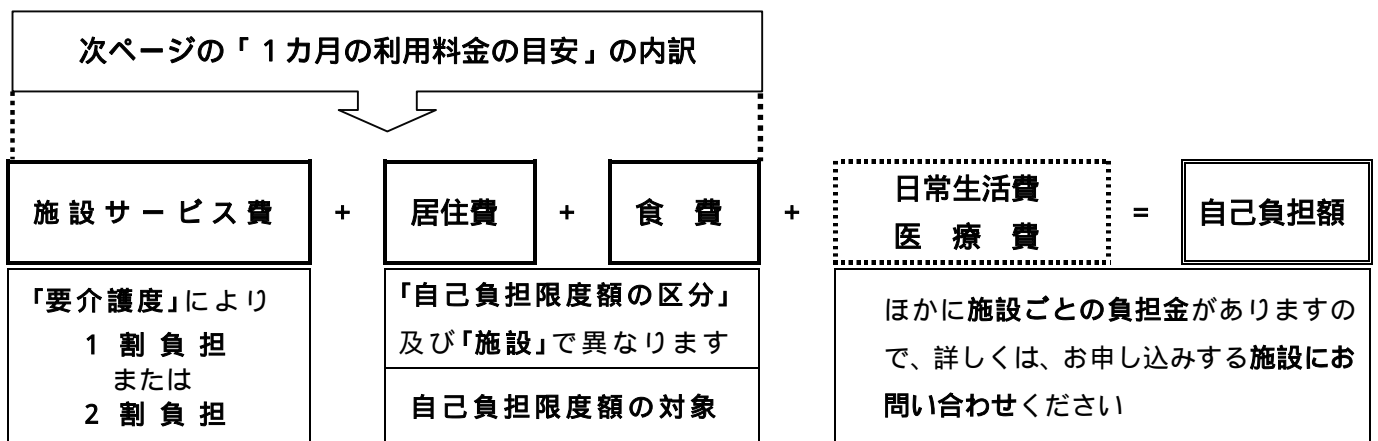 次ページの「１カ月の利用料金の目安」の内訳
施設サービス費 + 居住費 + 食　費 + 日常生活費 医　療　費 = 自己負担額
「要介護度」により
1 割負担
または
2 割負担
「自己負担限度額の区分」
及び「施設」で異なります
自己負担限度額の対象
ほかに施設ごとの負担金がありますの
で、詳しくは、お申し込みする施設にお
問い合わせください